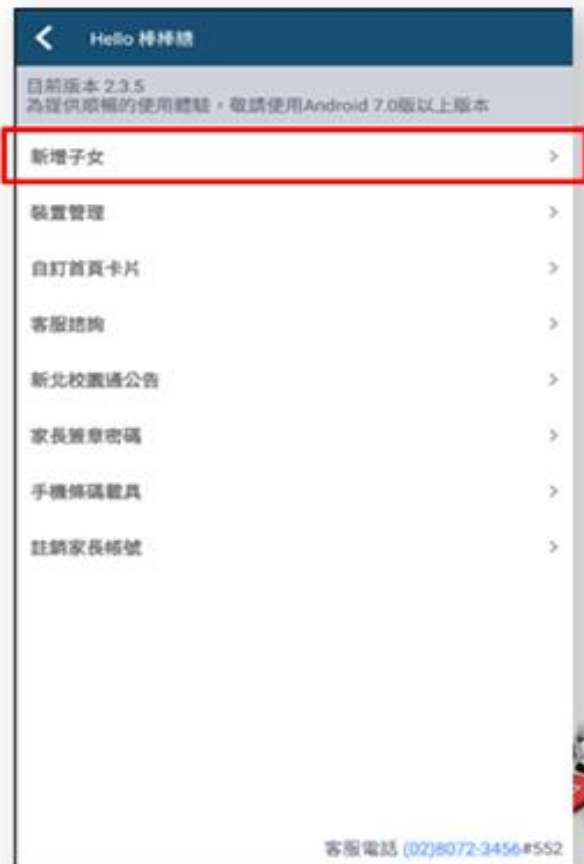 Hello 棒棒糖
目前版本 2.3.5
為提供順暢的使用體驗，敬請使用Android 7.0版以上版本
新增子女
裝置管理
自訂首頁卡片
客服諮詢
新北校園通公告
家長簽章密碼
手機條碼載具
註銷家長帳號
客服電話 (02)8072-3456#552